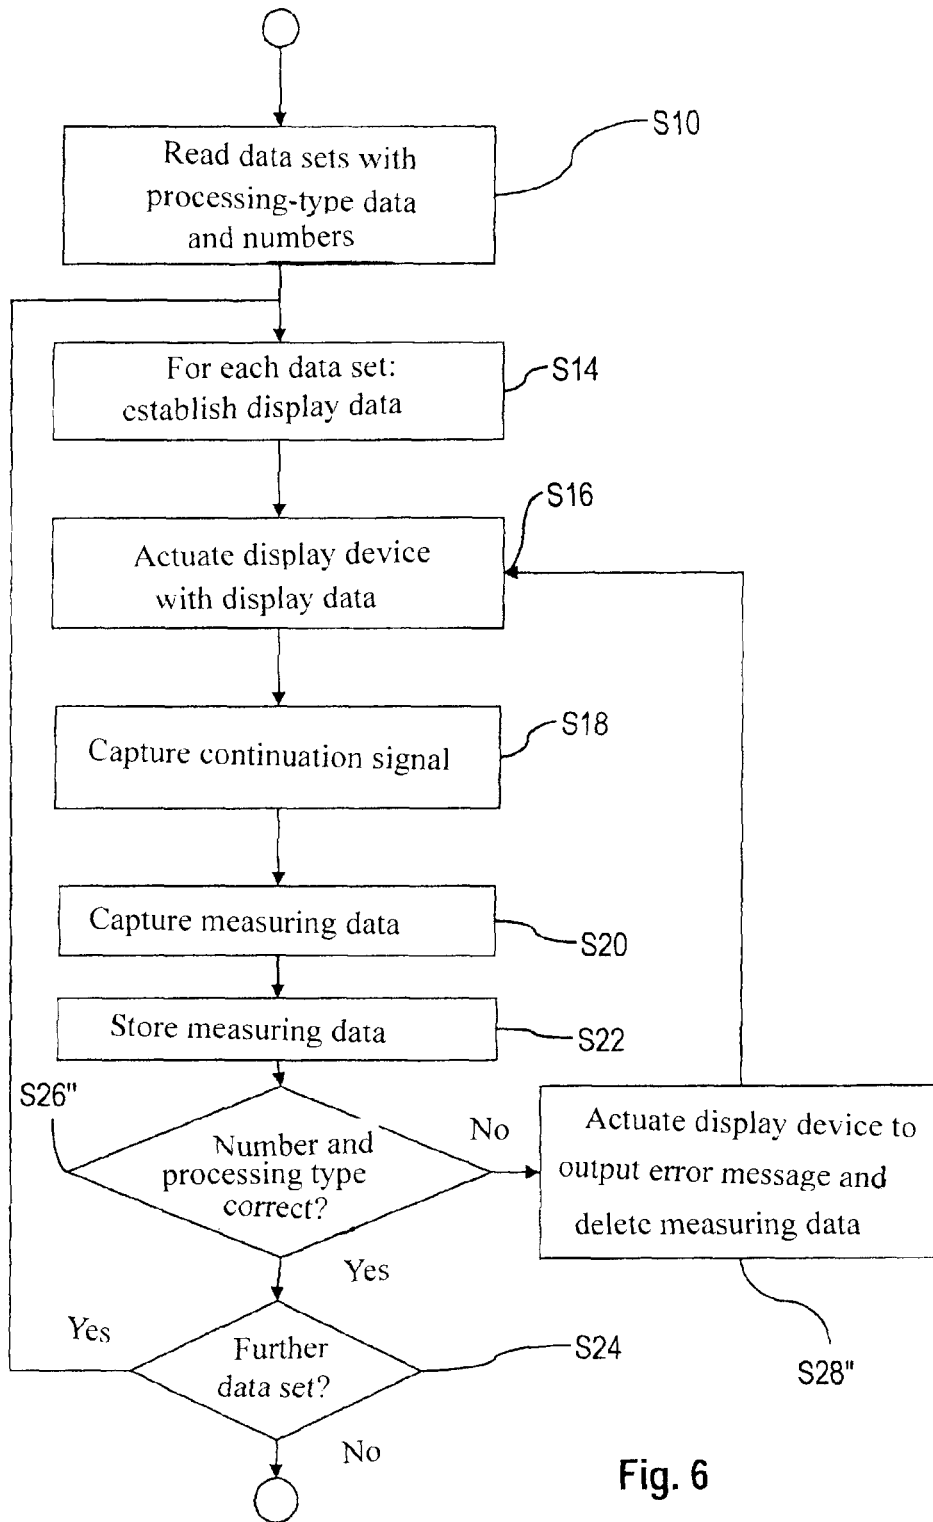 S10
Read data sets with
processing-type data
and numbers
For each data set:
establish display data
S14
S16
Actuate display device
with display data
S18
Capture continuation signal
Capture measuring data
S20
Store measuring data
S22
S26"
Number and
processing type
correct?
No
Actuate display device to
output error message and
delete measuring data
Yes
Yes
Further
data set?
S24
S28"
No
Fig. 6